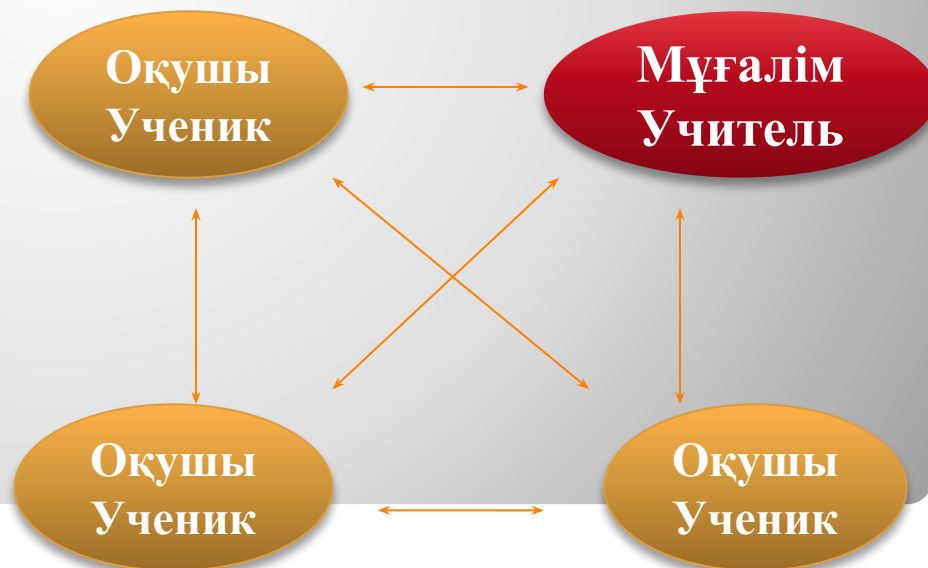 Оқушы
Ученик
Мұғалім
Учитель
Оқушы
Ученик
Оқушы
Ученик